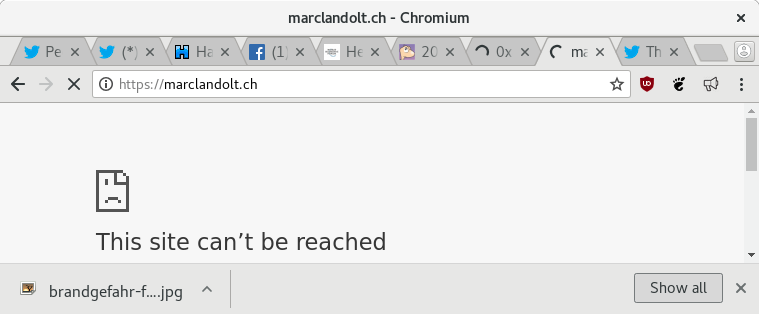 marclandolt.ch - Chromium
Pe (*) Ha (1) He 20 0x ma Th
https://marclandolt.ch
This site can't be reached
brandgefahr-f....jpg
Show all